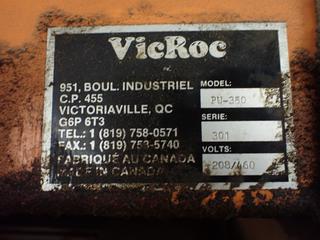 VicRoc
INC
951, BOUL. INDUSTRIEL
C.P. 455
VICTORIAVILLE, QC
G6P 6T3
TEL.: 1 (819) 758-0571
FAX.: 1 (819) 758-5740
FABRIQUÉ AU CANADA
MADE IN CANADA
MODEL:
PU-350
SERIE:
301
VOLTS:
208/460